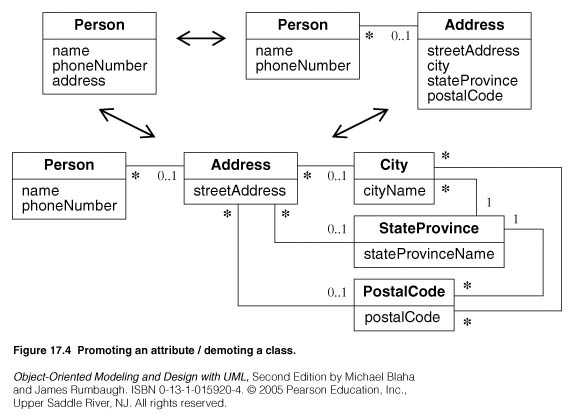 Person
name
phoneNumber
address
Person
name
phoneNumber
* 0..1
Address
streetAddress
city
stateProvince
postalCode
Person
name
phoneNumber
* 0..1
Address
streetAddress
* 0..1
City
cityName
*
*
* *
1 1
0..1
StateProvince
stateProvinceName
0..1
PostalCode
postalCode
*
*
Figure 17.4 Promoting an attribute / demoting a class.
Object-Oriented Modeling and Design with UML, Second Edition by Michael Blaha
and James Rumbaugh. ISBN 0-13-1-015920-4. © 2005 Pearson Education, Inc.,
Upper Saddle River, NJ. All rights reserved.